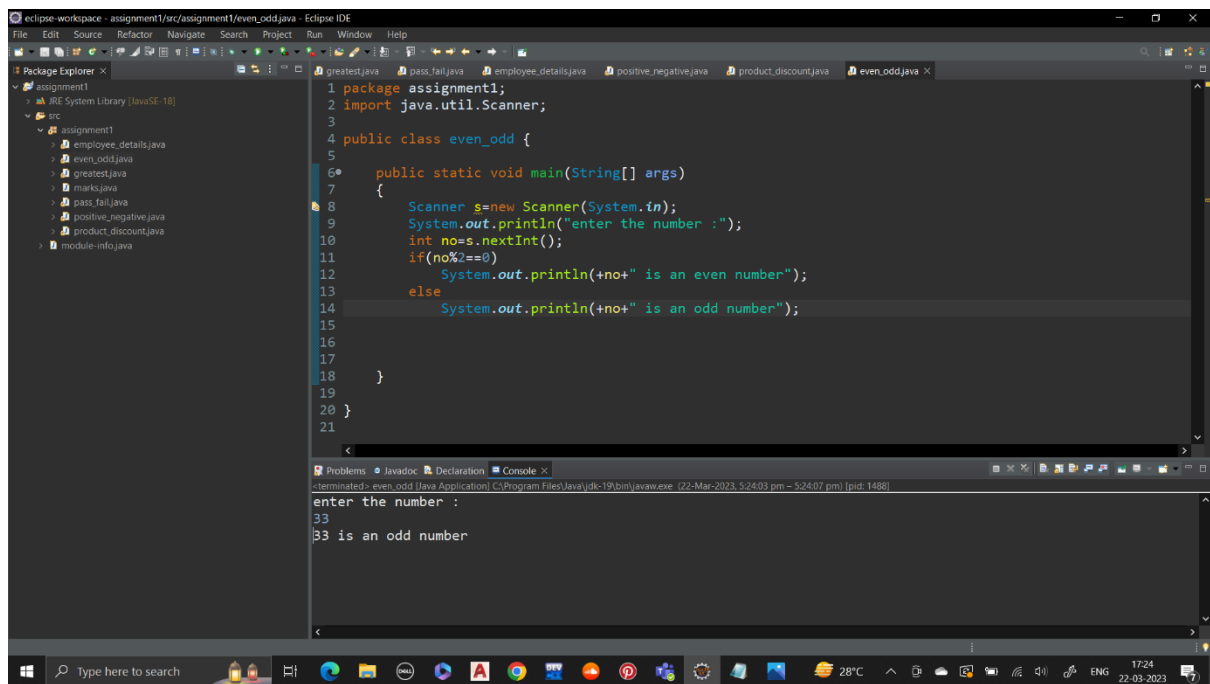 eclipse-workspace - assignment1/src/assignment1/even_odd.java - Eclipse IDE
File Edit Source Refactor Navigate Search Project Run Window Help
Package Explorer
assignment1
JRE System Library [JavaSE-18]
src
assignment1
employee_details.java
even_odd.java
greatest.java
marks.java
pass_fail.java
positive_negative.java
product_discount.java
module-info.java
greatest.java pass_fail.java employee_details.java positive_negative.java product_discount.java even_odd.java
1 package assignment1;
2 import java.util.Scanner;
3
4 public class even_odd {
5
6 public static void main(String[] args)
7 {
8 Scanner s=new Scanner(System.in);
9 System.out.println("enter the number :");
10 int no=s.nextInt();
11 if(no%2==0)
12 System.out.println(+no+" is an even number");
13 else
14 System.out.println(+no+" is an odd number");
15
16
17
18 }
19
20 }
21
Problems Javadoc Declaration Console
<terminated> even_odd [Java Application] C:\Program Files\Java\jdk-19\bin\javaw.exe (22-Mar-2023, 5:24:03 pm – 5:24:07 pm) [pid: 1488]
enter the number :
33
33 is an odd number
Type here to search
DELL
DEV
28°C
ENG
17:24
22-03-2023
7